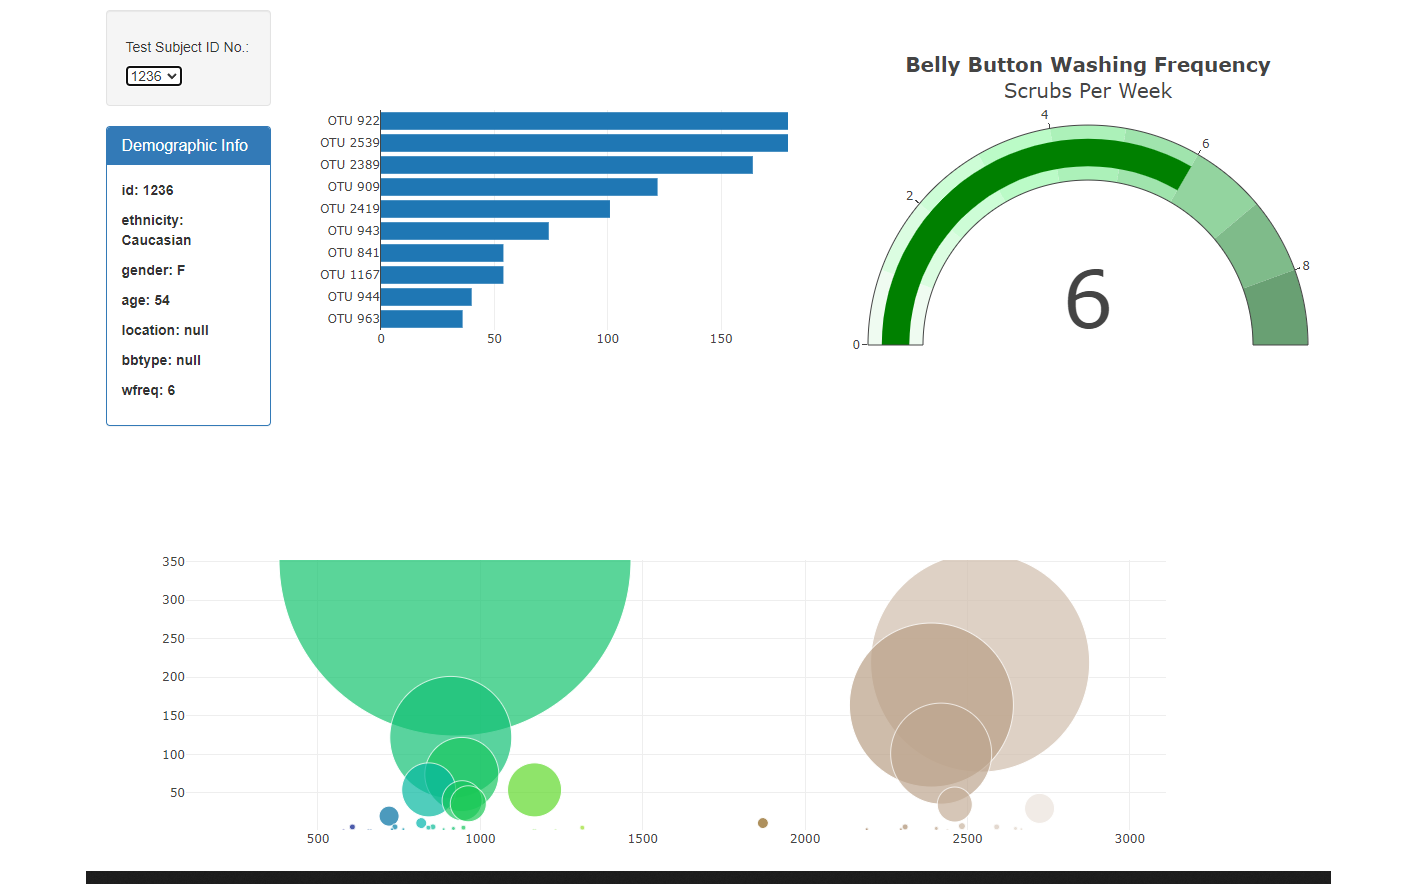 Test Subject ID No.:
1236
Demographic Info
id: 1236
ethnicity:
Caucasian
gender: F
age: 54
location: null
bbtype: null
wfreq: 6
OTU 922
OTU 2539
OTU 2389
OTU 909
OTU 2419
OTU 943
OTU 841
OTU 1167
OTU 944
OTU 963
0 50 100 150
Belly Button Washing Frequency
Scrubs Per Week
0
2
4
6
8
6
350
300
250
200
150
100
50
500 1000 1500 2000 2500 3000